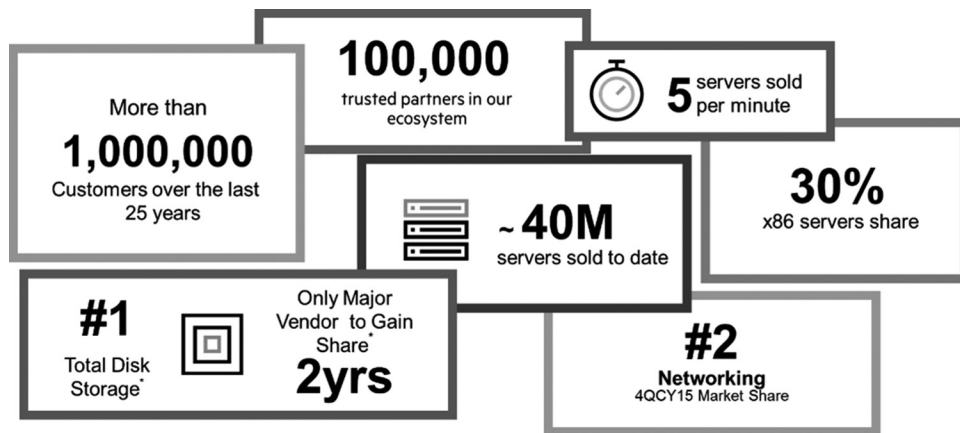 100,000
trusted partners in our
ecosystem
5 servers sold
per minute
More than
1,000,000
Customers over the last
25 years
30%
x86 servers share
~ 40M
servers sold to date
#1
Total Disk
Storage*
Only Major
Vendor to Gain
Share*
2yrs
#2
Networking
4QCY15 Market Share